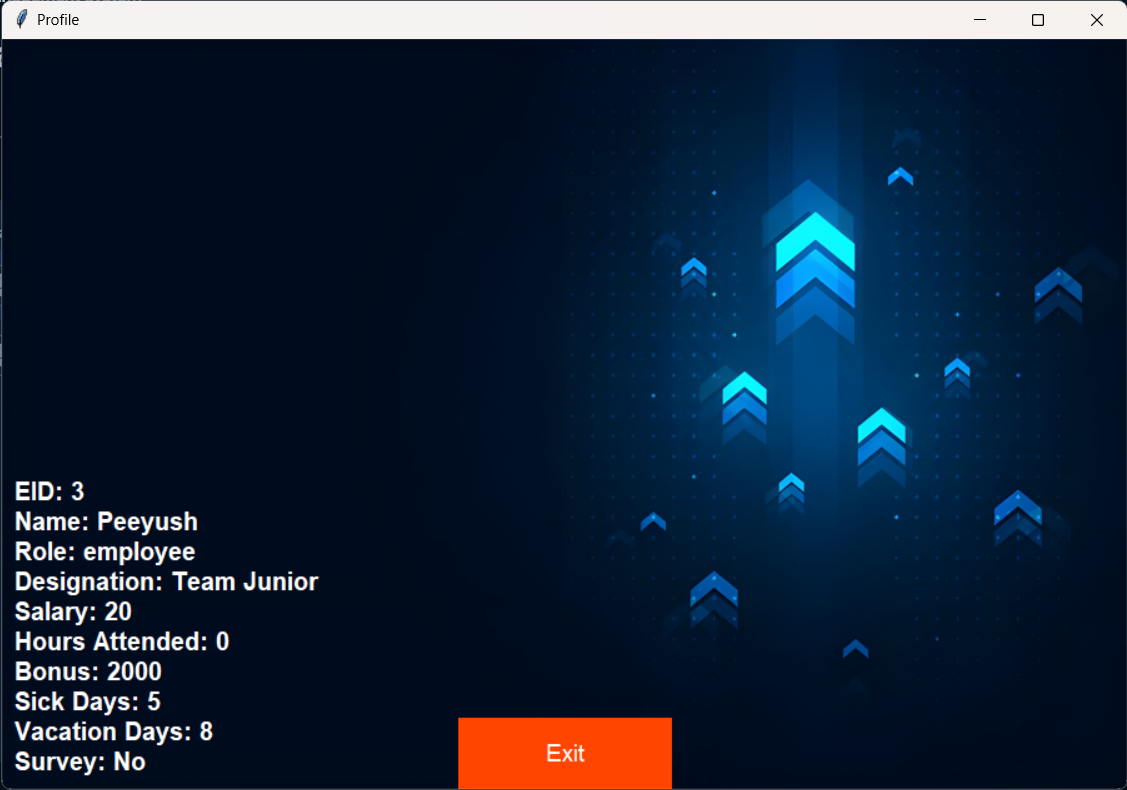 Profile
EID: 3
Name: Peeyush
Role: employee
Designation: Team Junior
Salary: 20
Hours Attended: 0
Bonus: 2000
Sick Days: 5
Vacation Days: 8
Survey: No
Exit